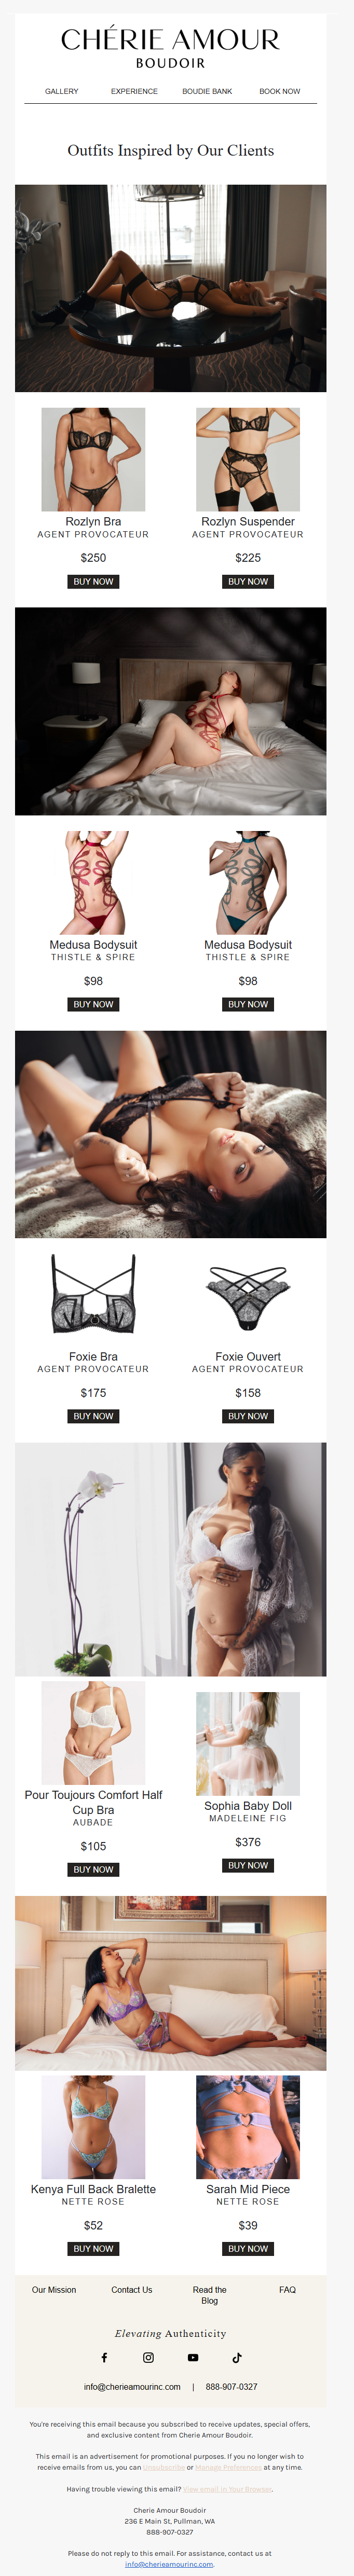 CHÉRIE AMOUR
BOUDOIR
GALLERY EXPERIENCE BOUDIE BANK BOOK NOW
Outfits Inspired by Our Clients
Rozlyn Bra
AGENT PROVOCATEUR
$250
BUY NOW
Rozlyn Suspender
AGENT PROVOCATEUR
$225
BUY NOW
Medusa Bodysuit
THISTLE & SPIRE
$98
BUY NOW
Medusa Bodysuit
THISTLE & SPIRE
$98
BUY NOW
Foxie Bra
AGENT PROVOCATEUR
$175
BUY NOW
Foxie Ouvert
AGENT PROVOCATEUR
$158
BUY NOW
Pour Toujours Comfort Half
Cup Bra
AUBADE
$105
BUY NOW
Sophia Baby Doll
MADELEINE FIG
$376
BUY NOW
Kenya Full Back Bralette
NETTE ROSE
$52
BUY NOW
Sarah Mid Piece
NETTE ROSE
$39
BUY NOW
Our Mission Contact Us Read the
Blog FAQ
Elevating Authenticity
info@cherieamourinc.com | 888-907-0327
You're receiving this email because you subscribed to receive updates, special offers,
and exclusive content from Cherie Amour Boudoir.
This email is an advertisement for promotional purposes. If you no longer wish to
receive emails from us, you can Unsubscribe or Manage Preferences at any time.
Having trouble viewing this email? View email in Your Browser.
Cherie Amour Boudoir
236 E Main St, Pullman, WA
888-907-0327
Please do not reply to this email. For assistance, contact us at
info@cherieamourinc.com.